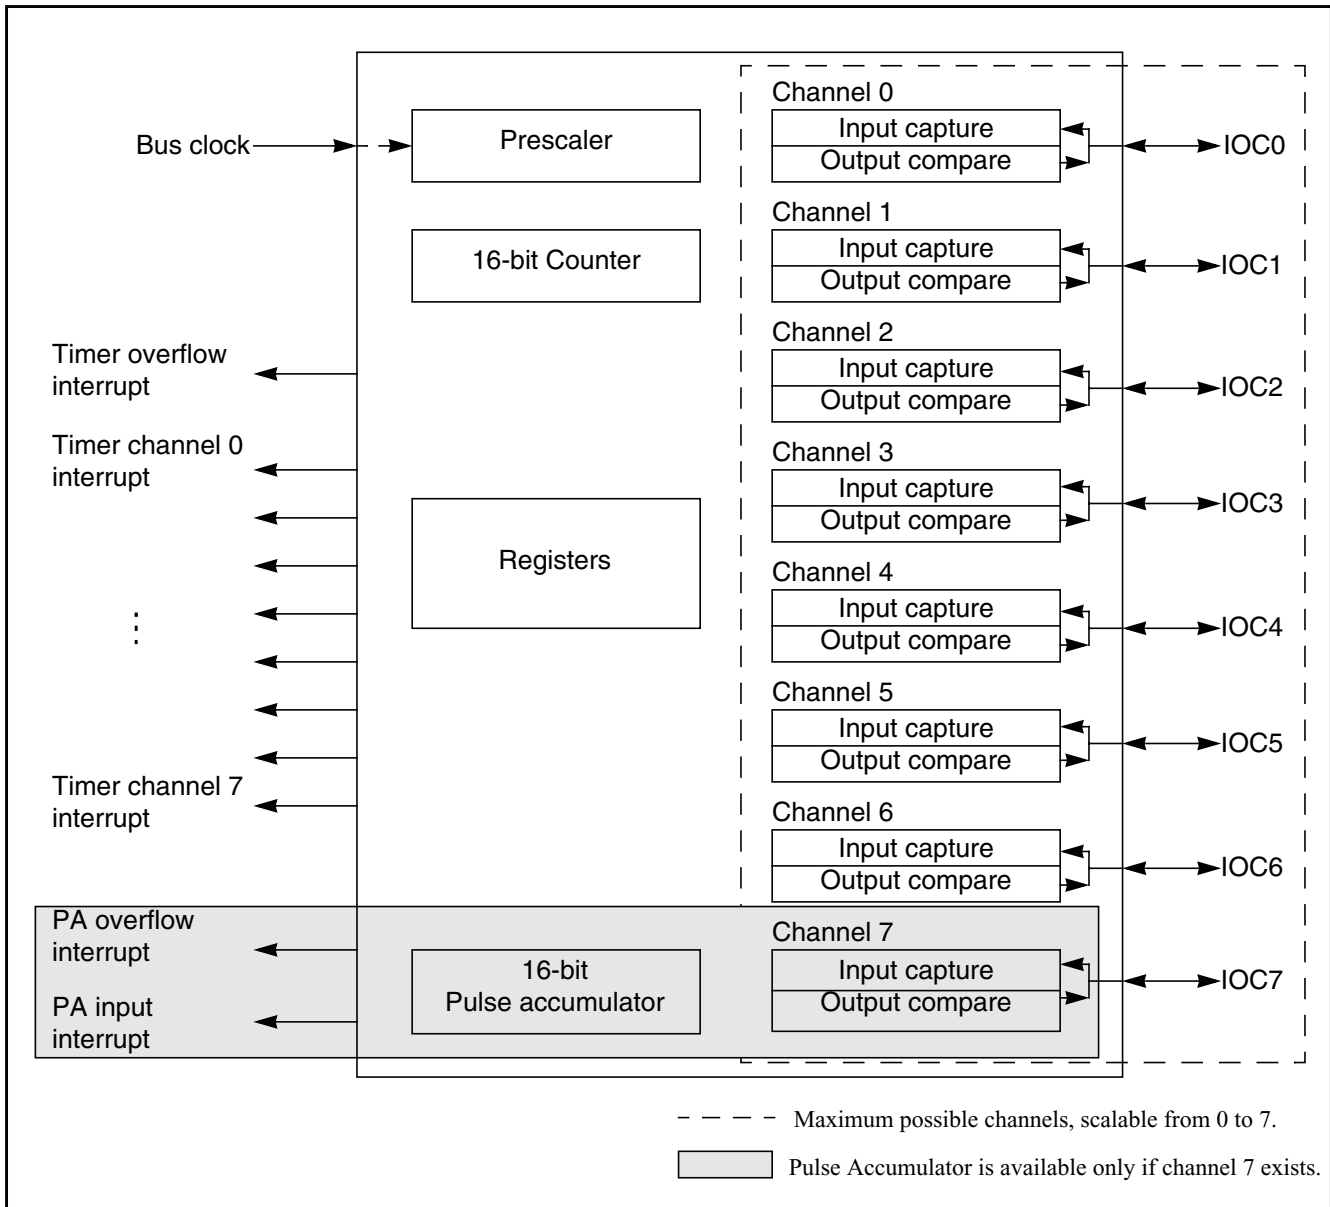 Bus clock
Prescaler
16-bit Counter
Timer overflow
interrupt
Timer channel 0
interrupt
Registers
Timer channel 7
interrupt
PA overflow
interrupt
PA input
interrupt
16-bit
Pulse accumulator
Channel 0
Input capture
Output compare
IOC0
Channel 1
Input capture
Output compare
IOC1
Channel 2
Input capture
Output compare
IOC2
Channel 3
Input capture
Output compare
IOC3
Channel 4
Input capture
Output compare
IOC4
Channel 5
Input capture
Output compare
IOC5
Channel 6
Input capture
Output compare
IOC6
Channel 7
Input capture
Output compare
IOC7
Maximum possible channels, scalable from 0 to 7.
Pulse Accumulator is available only if channel 7 exists.